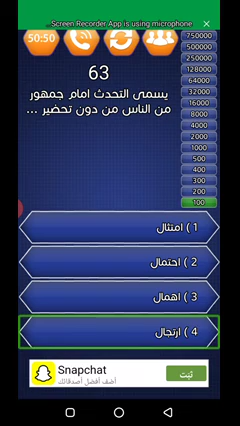 Screen Recorder App is using microphone
50:50
63
يسمى التحدث امام جمهور
من الناس من دون تحضير ...
750000
500000
250000
128000
64000
32000
16000
8000
4000
2000
1000
500
400
300
200
100
1 ) امتثال
2 ) احتمال
3 ) اهمال
4 ) ارتجال
Snapchat
أضف أفضل أصدقائك
ثبّت